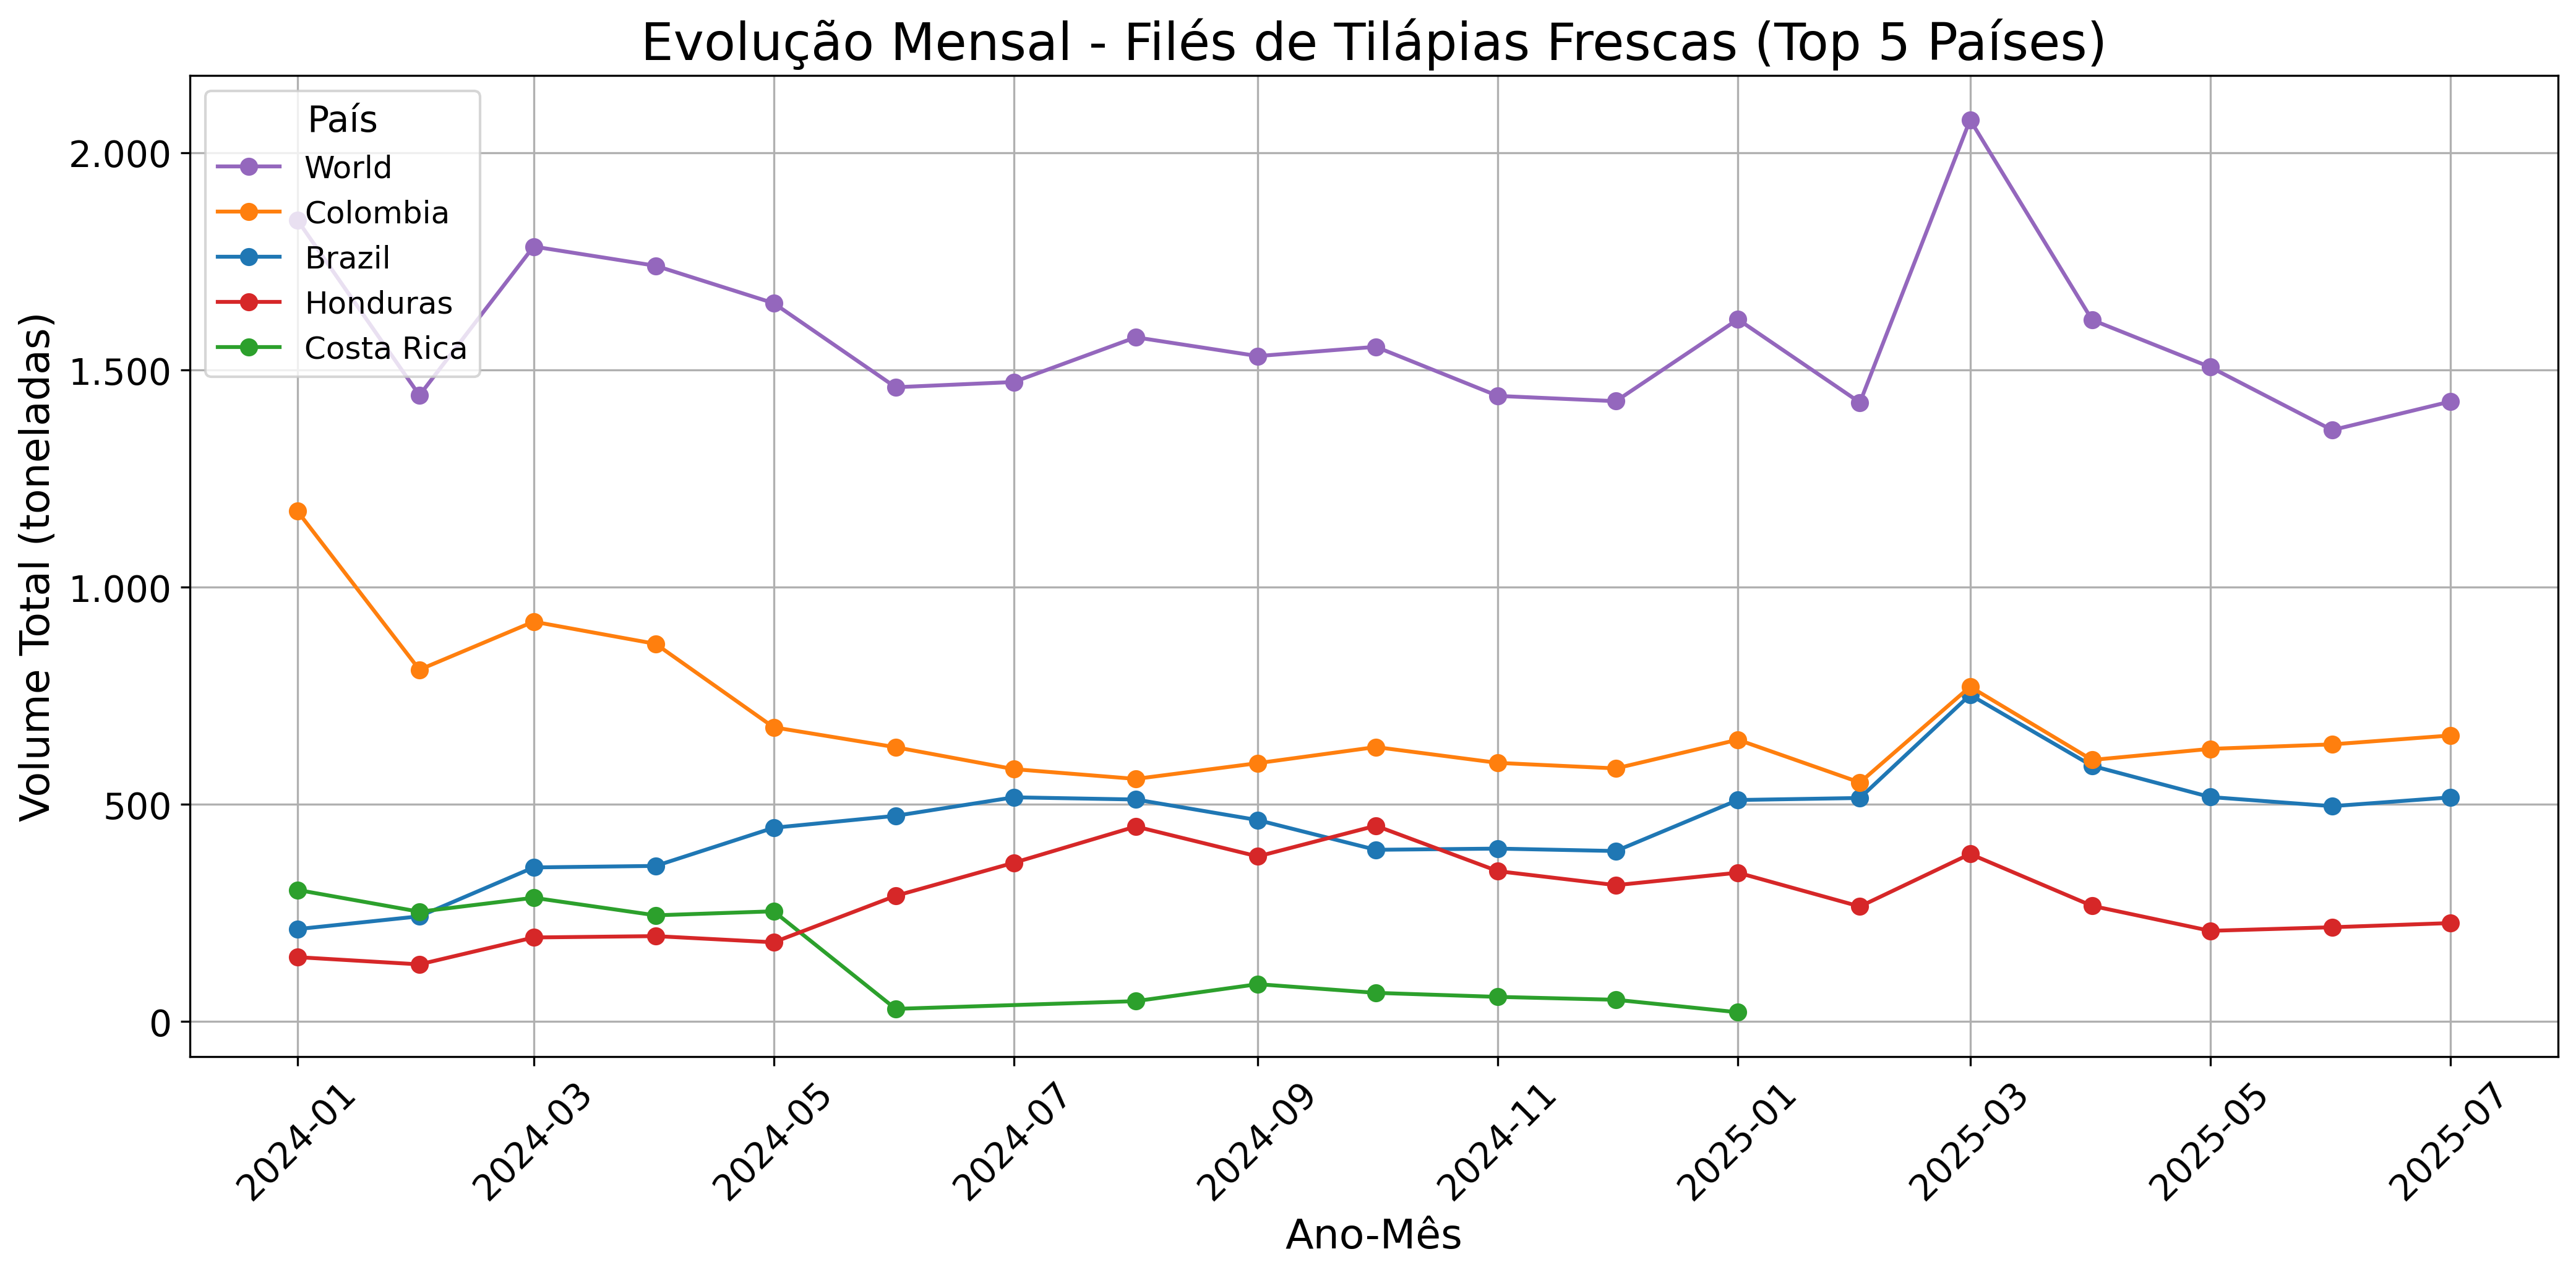 Evolução Mensal - Filés de Tilápias Frescas (Top 5 Países)
País
World
Colombia
Brazil
Honduras
Costa Rica
Volume Total (toneladas)
2.000
1.500
1.000
500
0
2024-01
2024-03
2024-05
2024-07
2024-09
2024-11
2025-01
2025-03
2025-05
2025-07
Ano-Mês